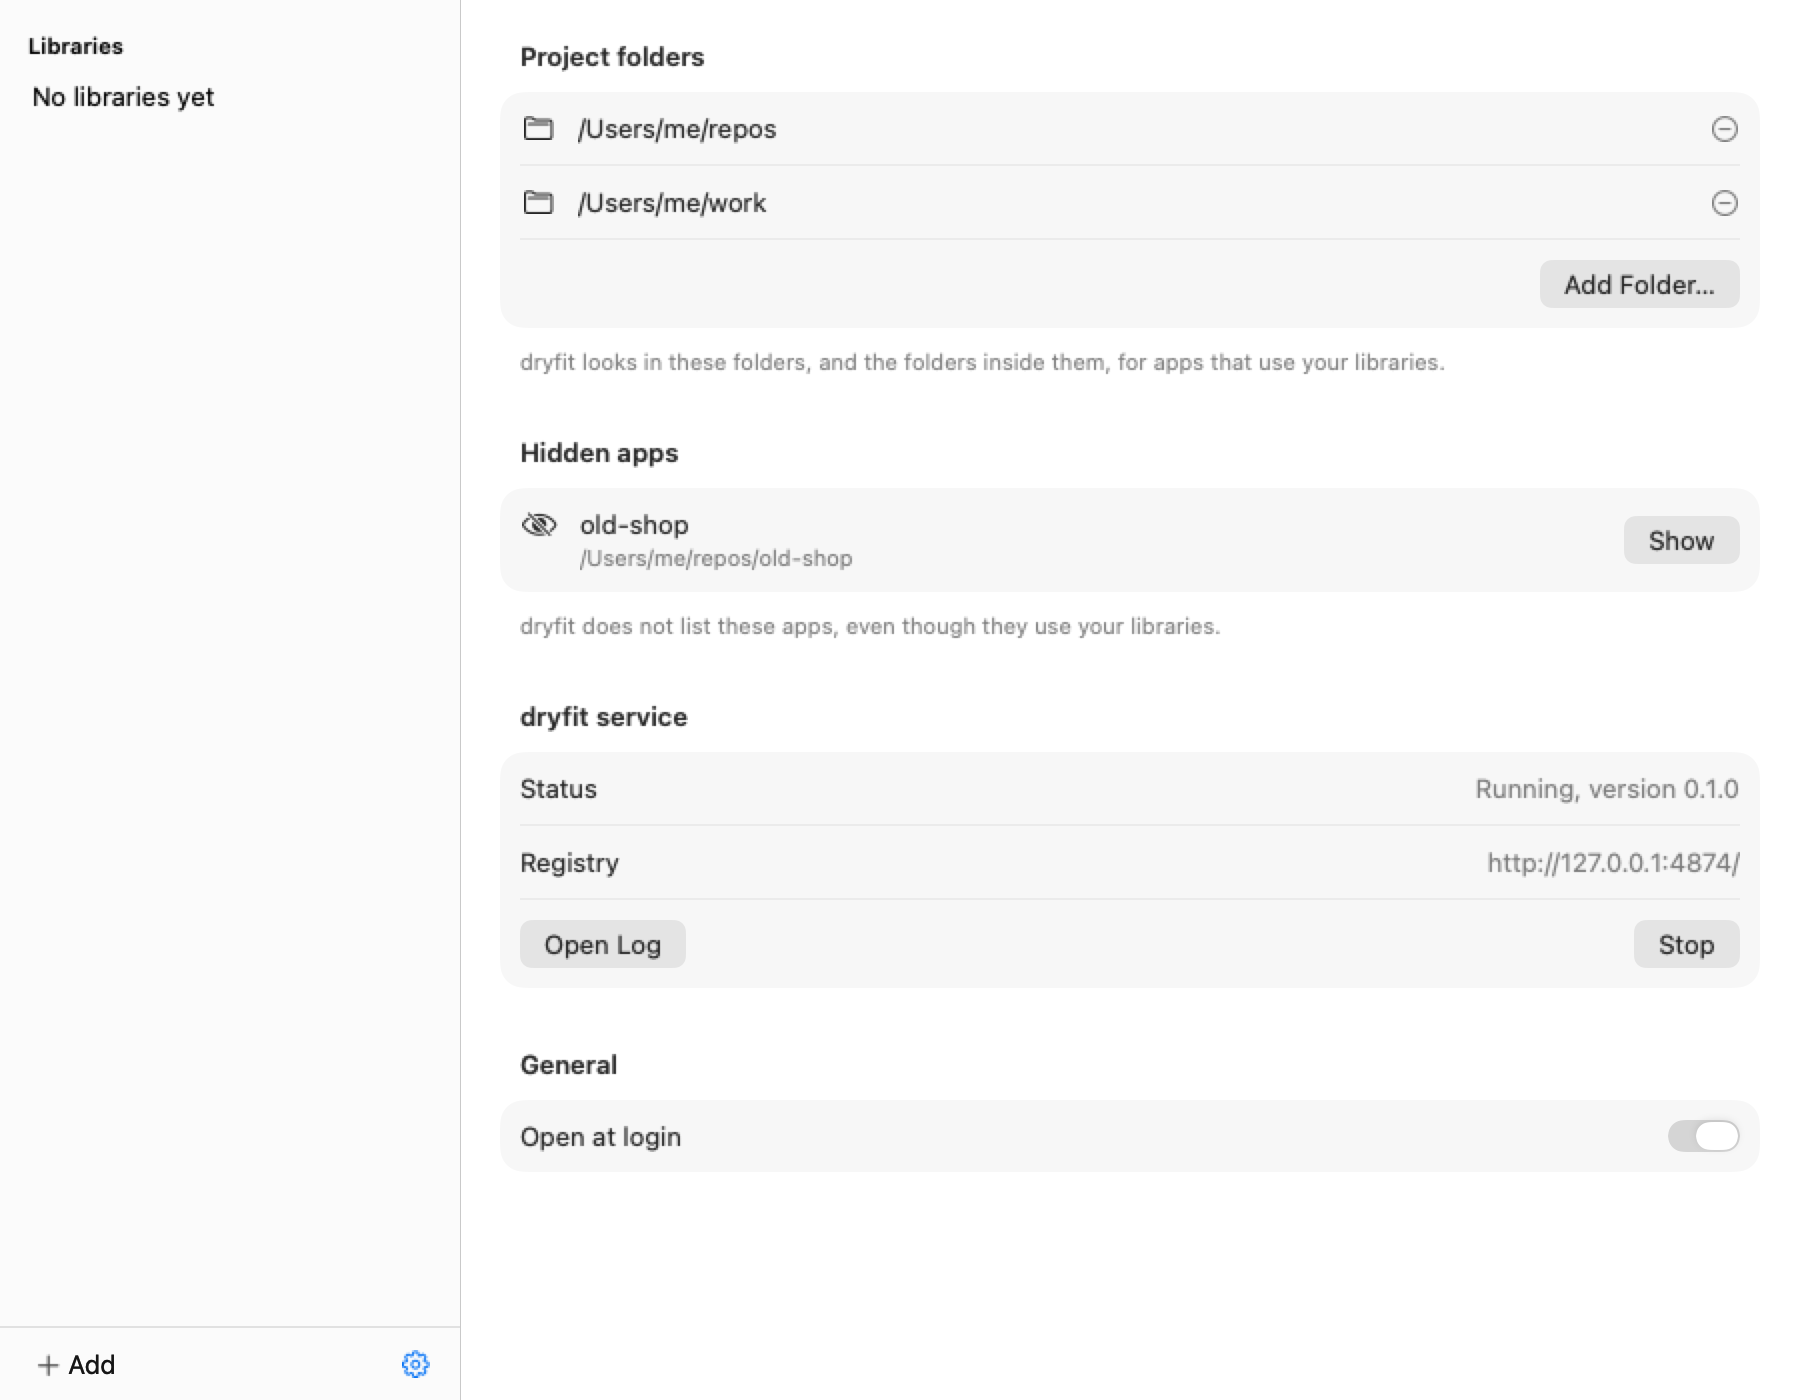 Libraries
No libraries yet
Project folders
/Users/me/repos
/Users/me/work
Add Folder...
dryfit looks in these folders, and the folders inside them, for apps that use your libraries.
Hidden apps
old-shop
/Users/me/repos/old-shop
Show
dryfit does not list these apps, even though they use your libraries.
dryfit service
Status
Running, version 0.1.0
Registry
http://127.0.0.1:4874/
Open Log
Stop
General
Open at login
Add